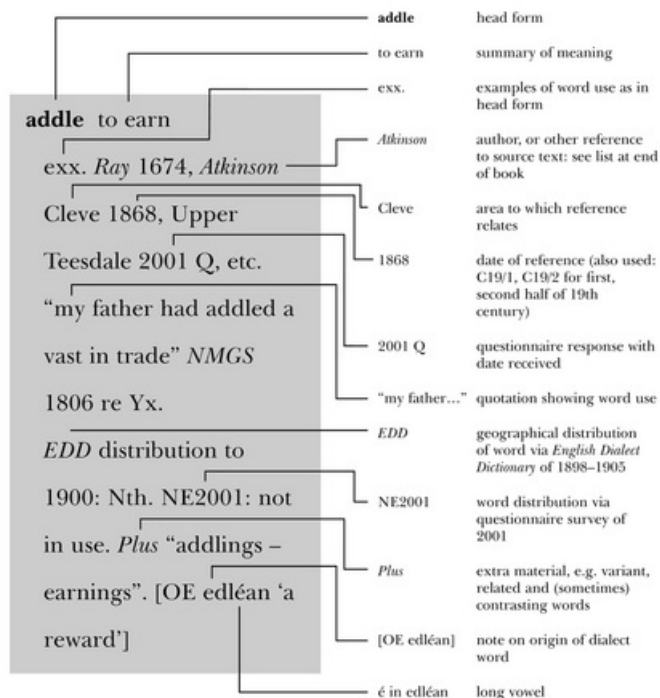 addle to earn
exx. Ray 1674, Atkinson
Cleve 1868, Upper
Teesdale 2001 Q, etc.
“my father had addled a
vast in trade” NMGS
1806 re Yx.
EDD distribution to
1900: Nth. NE2001: not
in use. Plus “addlings –
earnings”. [OE edléan ‘a
reward’]
addle head form
to earn summary of meaning
exx. examples of word use as in
head form
Atkinson author, or other reference
to source text: see list at end
of book
Cleve area to which reference
relates
1868 date of reference (also used:
C19/1, C19/2 for first,
second half of 19th
century)
2001 Q questionnaire response with
date received
“my father…” quotation showing word use
EDD geographical distribution
of word via English Dialect
Dictionary of 1898–1905
NE2001 word distribution via
questionnaire survey of
2001
Plus extra material, e.g. variant,
related and (sometimes)
contrasting words
[OE edléan] note on origin of dialect
word
é in edléan long vowel